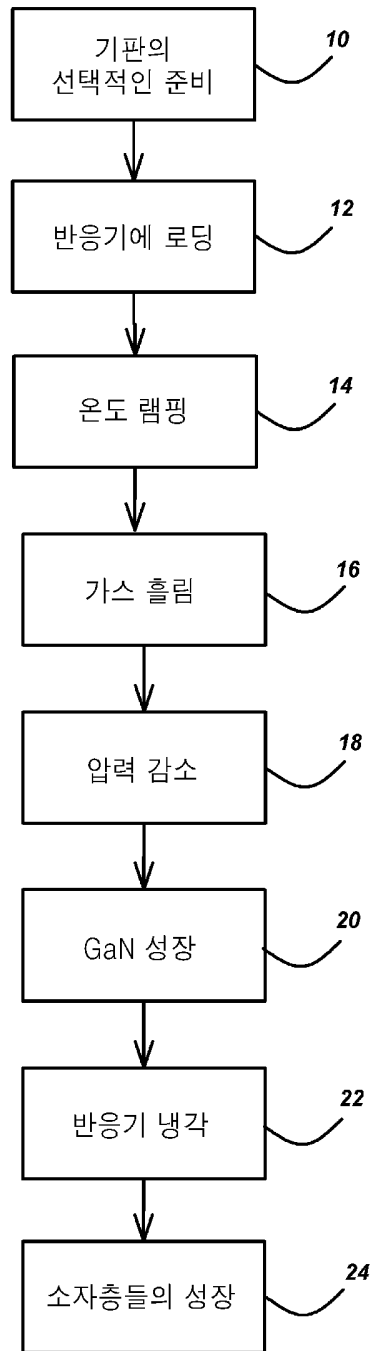 기판의
선택적인 준비
10
반응기에 로딩
12
온도 램핑
14
가스 흘림
16
압력 감소
18
GaN 성장
20
반응기 냉각
22
소자층들의 성장
24